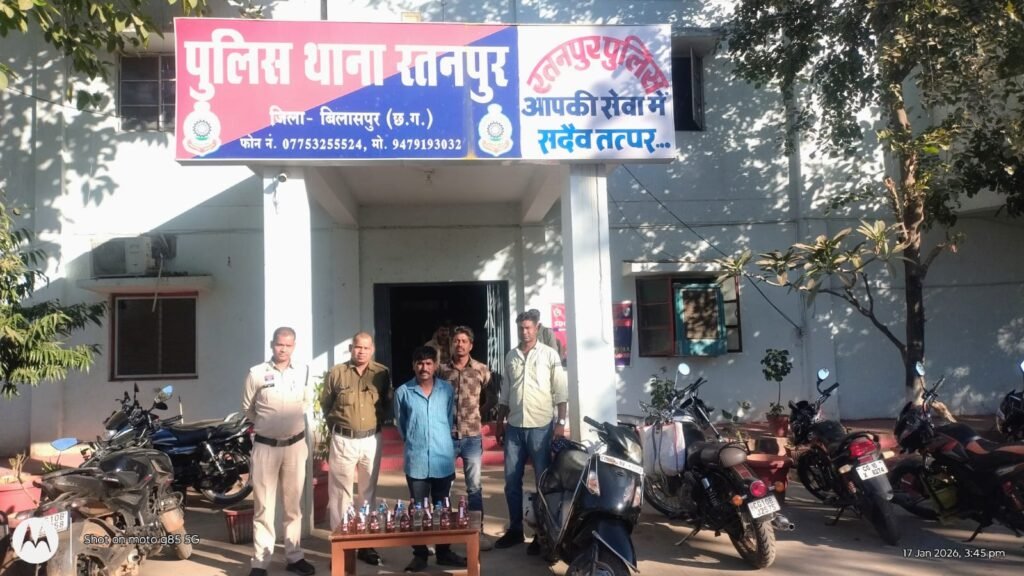 पुलिस थाना रतनपुर
जिला- बिलासपुर (छ.ग.)
फोन नं. 07753255524, मो. 9479193032
रतनपुर पुलिस
आपकी सेवा में
सदैव तत्पर...
Shot on moto g85 5G
17 Jan 2026, 3:45 pm